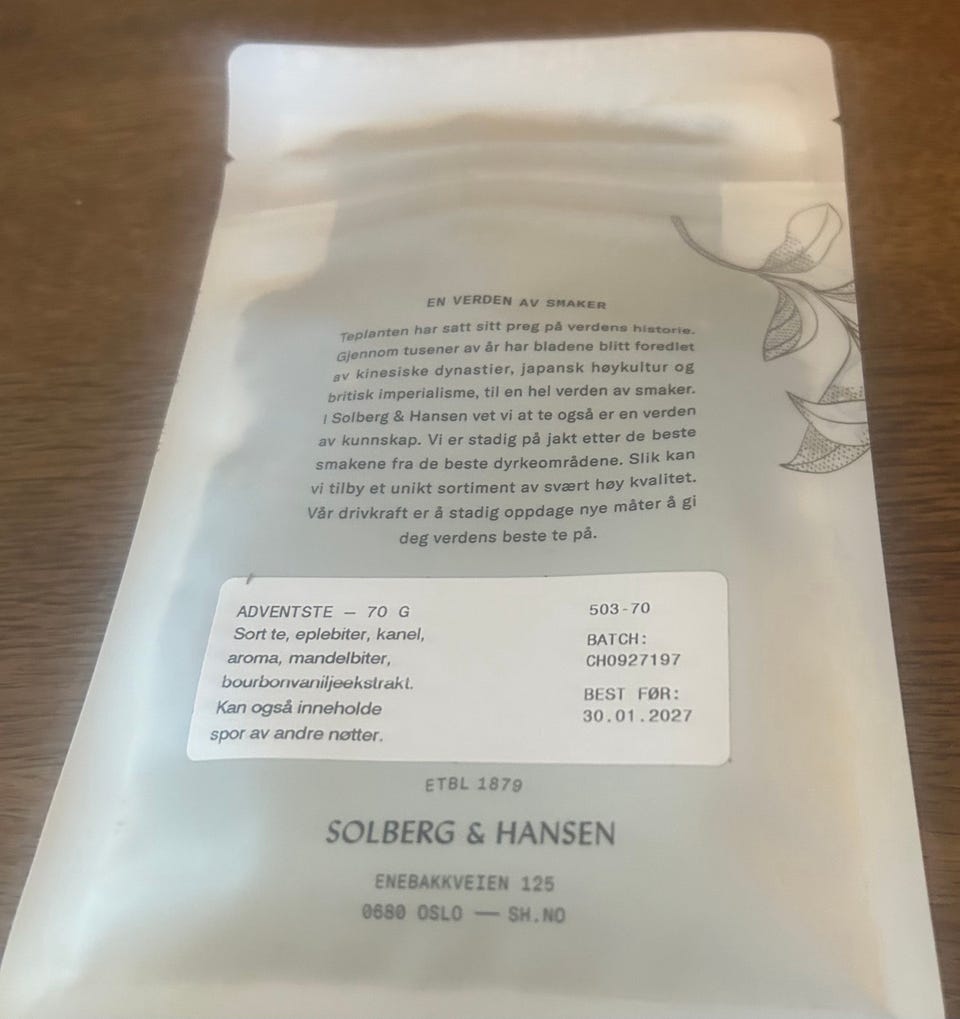 EN VERDEN AV SMAKER
Teplanten har satt sitt preg på verdens historie.
Gjennom tusener av år har bladene blitt foredlet
av kinesiske dynastier, japansk høykultur og
britisk imperialisme, til en hel verden av smaker.
I Solberg & Hansen vet vi at te også er en verden
av kunnskap. Vi er stadig på jakt etter de beste
smakene fra de beste dyrkeområdene. Slik kan
vi tilby et unikt sortiment av svært høy kvalitet.
Vår drivkraft er å stadig oppdage nye måter å gi
deg verdens beste te på.
ADVENTSTE — 70 G
Sort te, eplebiter, kanel,
aroma, mandelbiter,
bourbonvaniljeekstrakt.
Kan også inneholde
spor av andre nøtter.
503-70
BATCH:
CH0927197
BEST FØR:
30.01.2027
ETBL 1879
SOLBERG & HANSEN
ENEBAKKVEIEN 125
0680 OSLO — SH.NO